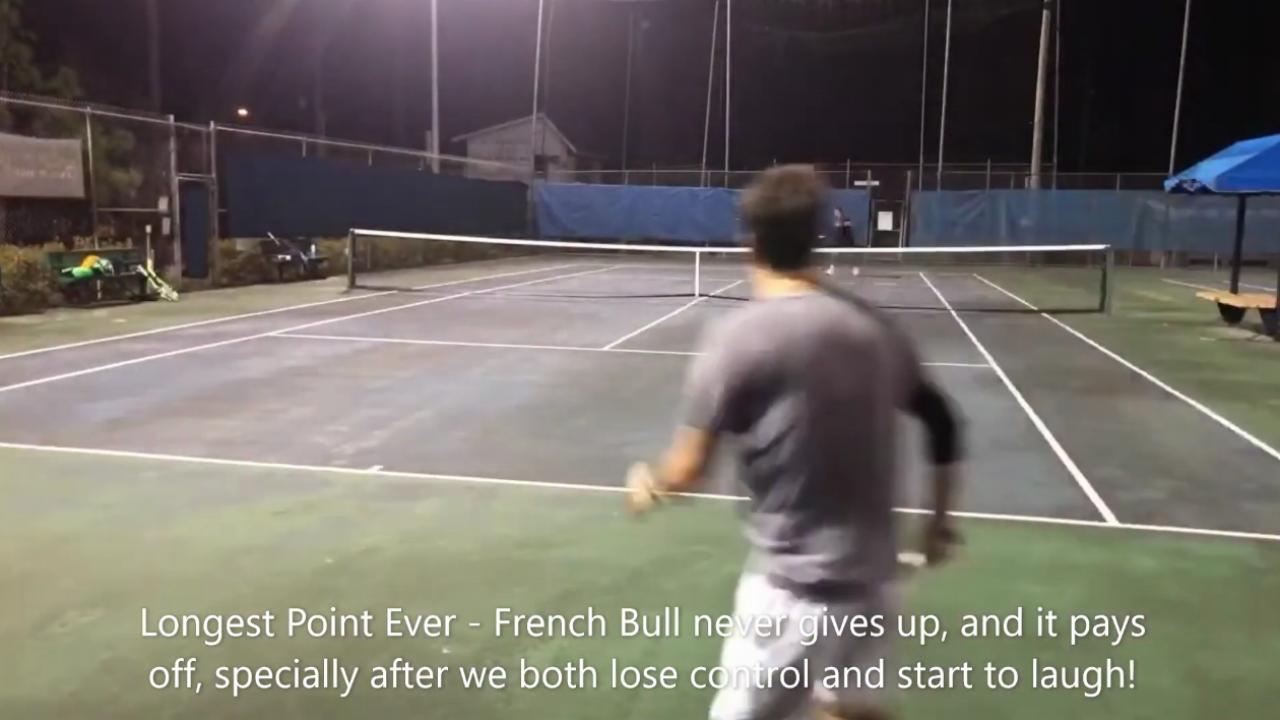 Longest Point Ever - French Bull never gives up, and it pays
off, specially after we both lose control and start to laugh!